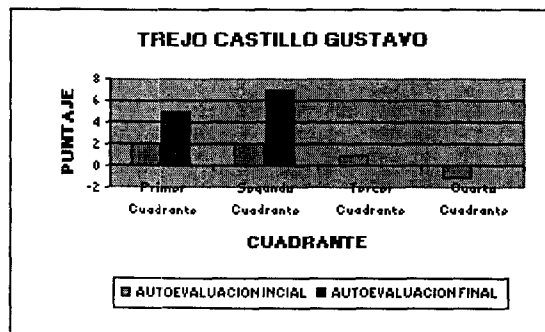 TREJO CASTILLO GUSTAVO
PUNTAJE
8
6
4
2
0
-2
Primer Segundo Tercer Cuarto
Cuadrante Cuadrante Cuadrante Cuadrante
CUADRANTE
AUTOEVALUACION INCIAL AUTOEVALUACION FINAL